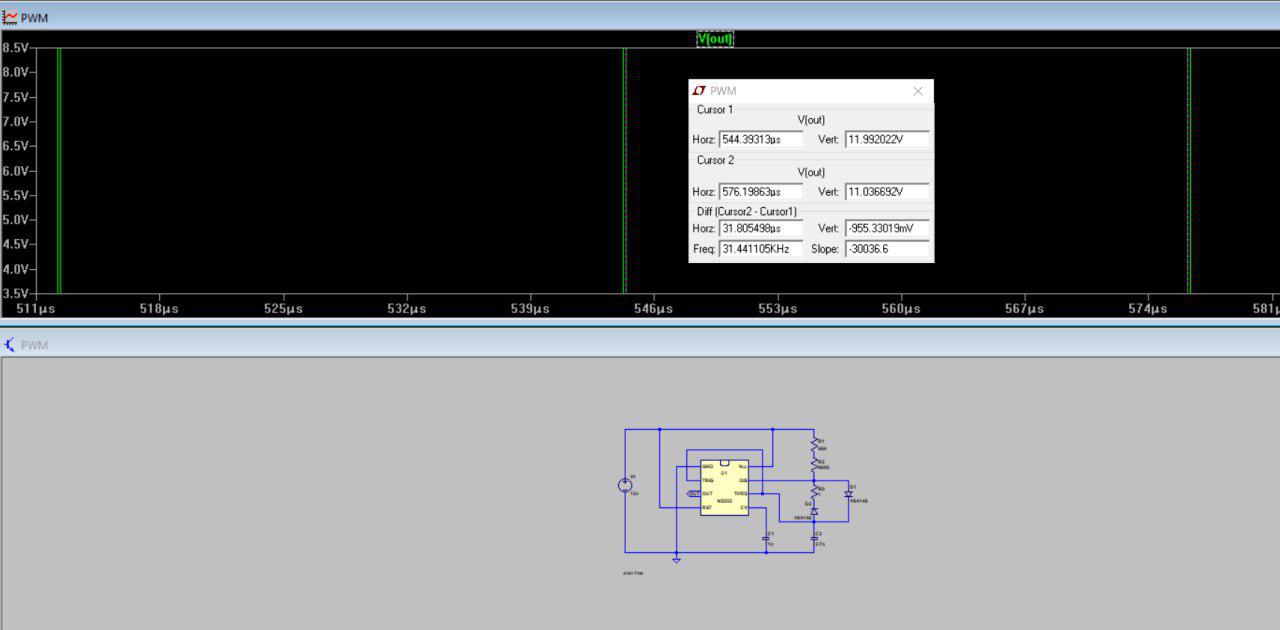 PWM
V(out)
8.5V
8.0V
7.5V
7.0V
6.5V
6.0V
5.5V
5.0V
4.5V
4.0V
3.5V
511µs 518µs 525µs 532µs 539µs 546µs 553µs 560µs 567µs 574µs 581µ
PWM
Cursor 1
V(out)
Horz: 544.39313µs Vert: 11.992022V
Cursor 2
V(out)
Horz: 576.19863µs Vert: 11.036692V
Diff (Cursor2 - Cursor1)
Horz: 31.805498µs Vert: -955.33019mV
Freq: 31.441105KHz Slope: -30036.6
PWM
V1
12v
GND Vcc
U1
TRIG DIS
OUT OUT THRS
NE555
RST CV
R1
R2
R3
1
D1
1N4148
D2
1N4148
C1
C2
2.7n